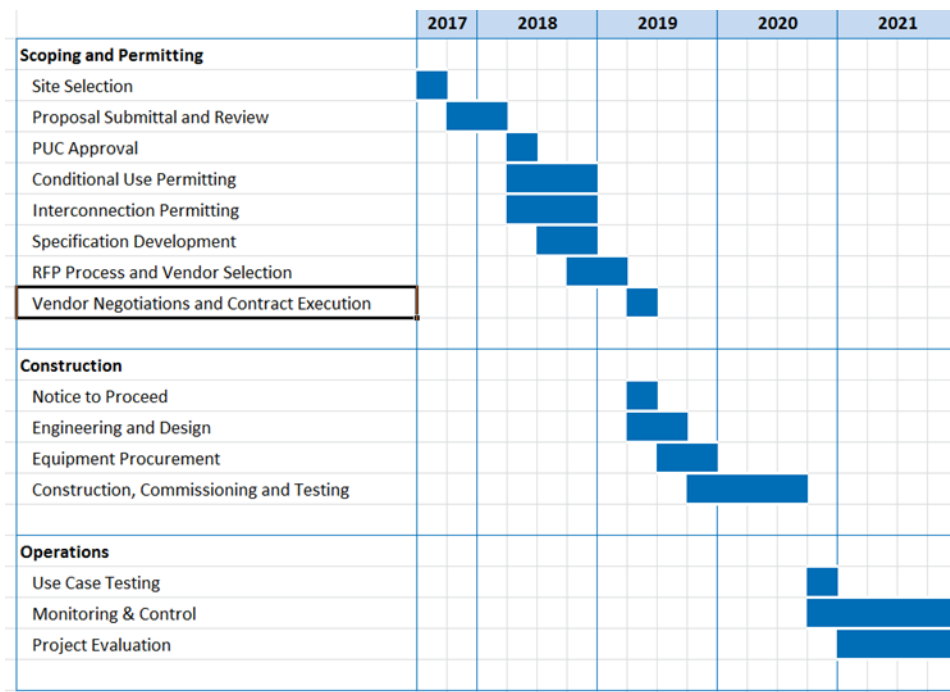 2017 2018 2019 2020 2021
Scoping and Permitting
Site Selection
Proposal Submittal and Review
PUC Approval
Conditional Use Permitting
Interconnection Permitting
Specification Development
RFP Process and Vendor Selection
Vendor Negotiations and Contract Execution
Construction
Notice to Proceed
Engineering and Design
Equipment Procurement
Construction, Commissioning and Testing
Operations
Use Case Testing
Monitoring & Control
Project Evaluation